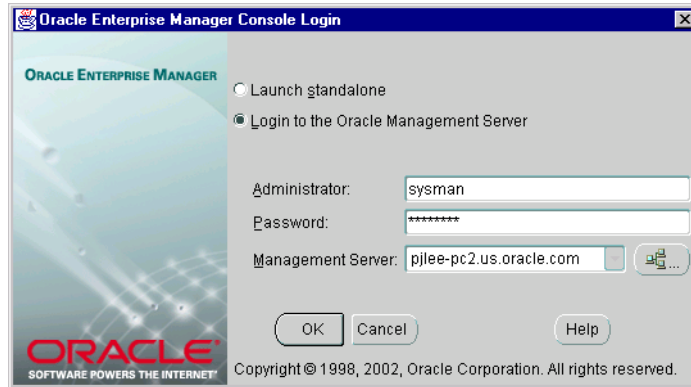 Oracle Enterprise Manager Console Login
ORACLE ENTERPRISE MANAGER
Launch standalone
Login to the Oracle Management Server
Administrator: sysman
Password: ********
Management Server: pjlee-pc2.us.oracle.com ...
OK Cancel Help
ORACLE®
SOFTWARE POWERS THE INTERNET™
Copyright © 1998, 2002, Oracle Corporation. All rights reserved.